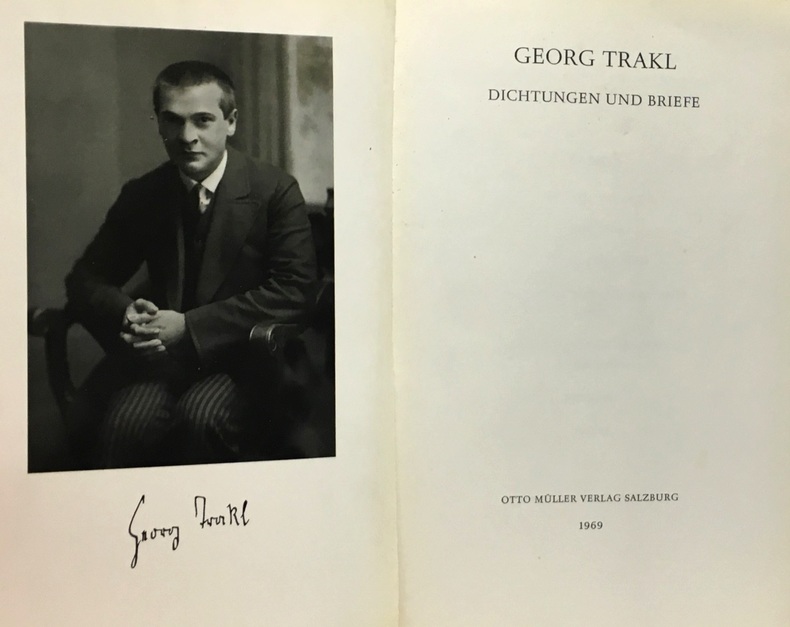 Georg Trakl
GEORG TRAKL
DICHTUNGEN UND BRIEFE
OTTO MÜLLER VERLAG SALZBURG
1969